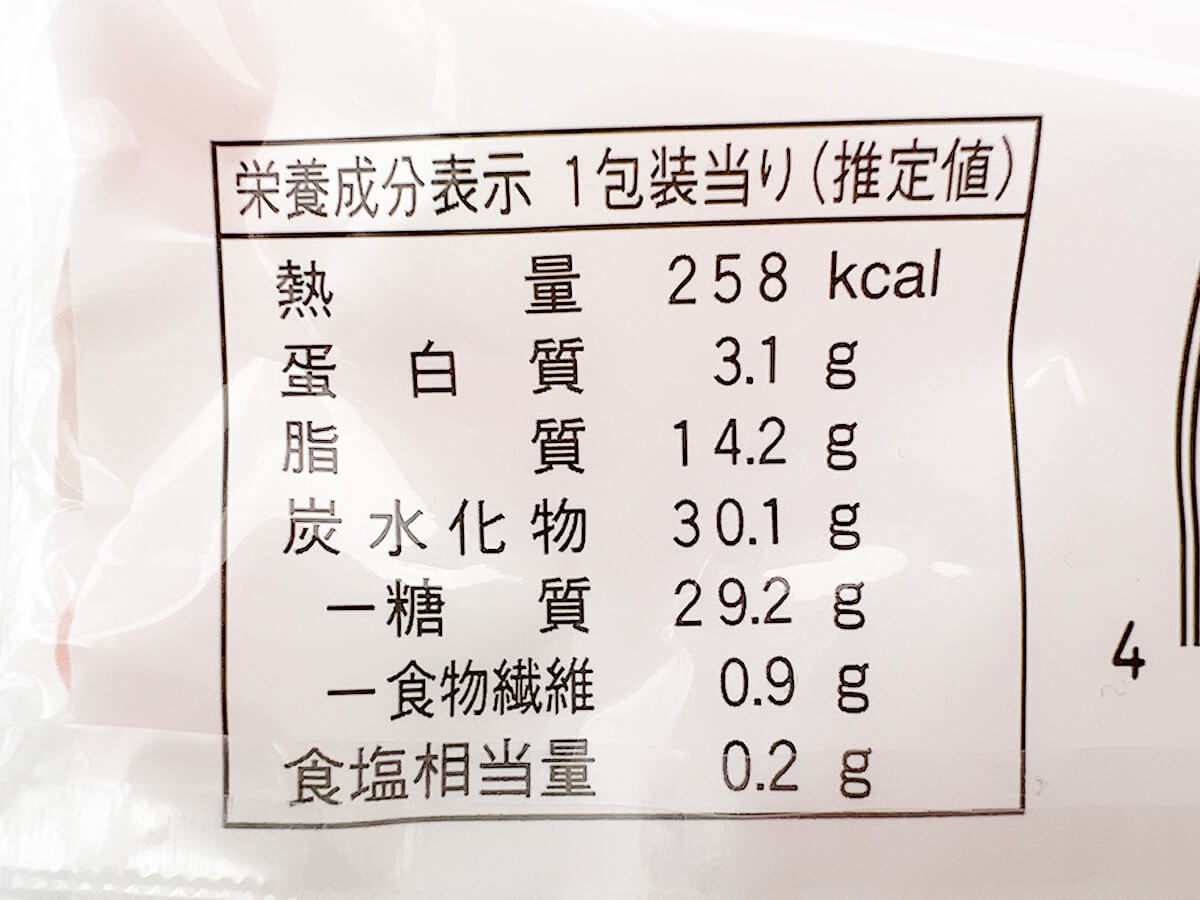 栄養成分表示 1包装当り(推定値)
熱量 258 kcal
蛋白質 3.1 g
脂質 14.2 g
炭水化物 30.1 g
ー糖質 29.2 g
ー食物繊維 0.9 g
食塩相当量 0.2 g
4